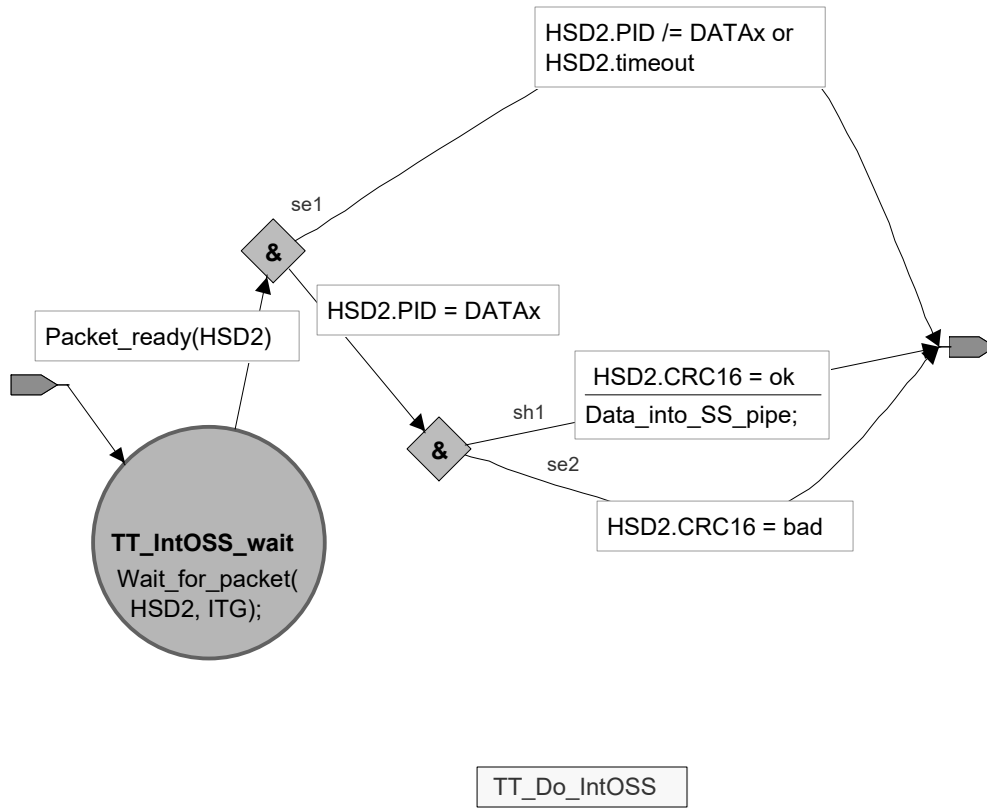 HSD2.PID /= DATAx or
HSD2.timeout
se1
&
HSD2.PID = DATAx
Packet_ready(HSD2)
HSD2.CRC16 = ok
Data_into_SS_pipe;
sh1
&
se2
HSD2.CRC16 = bad
TT_IntOSS_wait
Wait_for_packet(
HSD2, ITG);
TT_Do_IntOSS